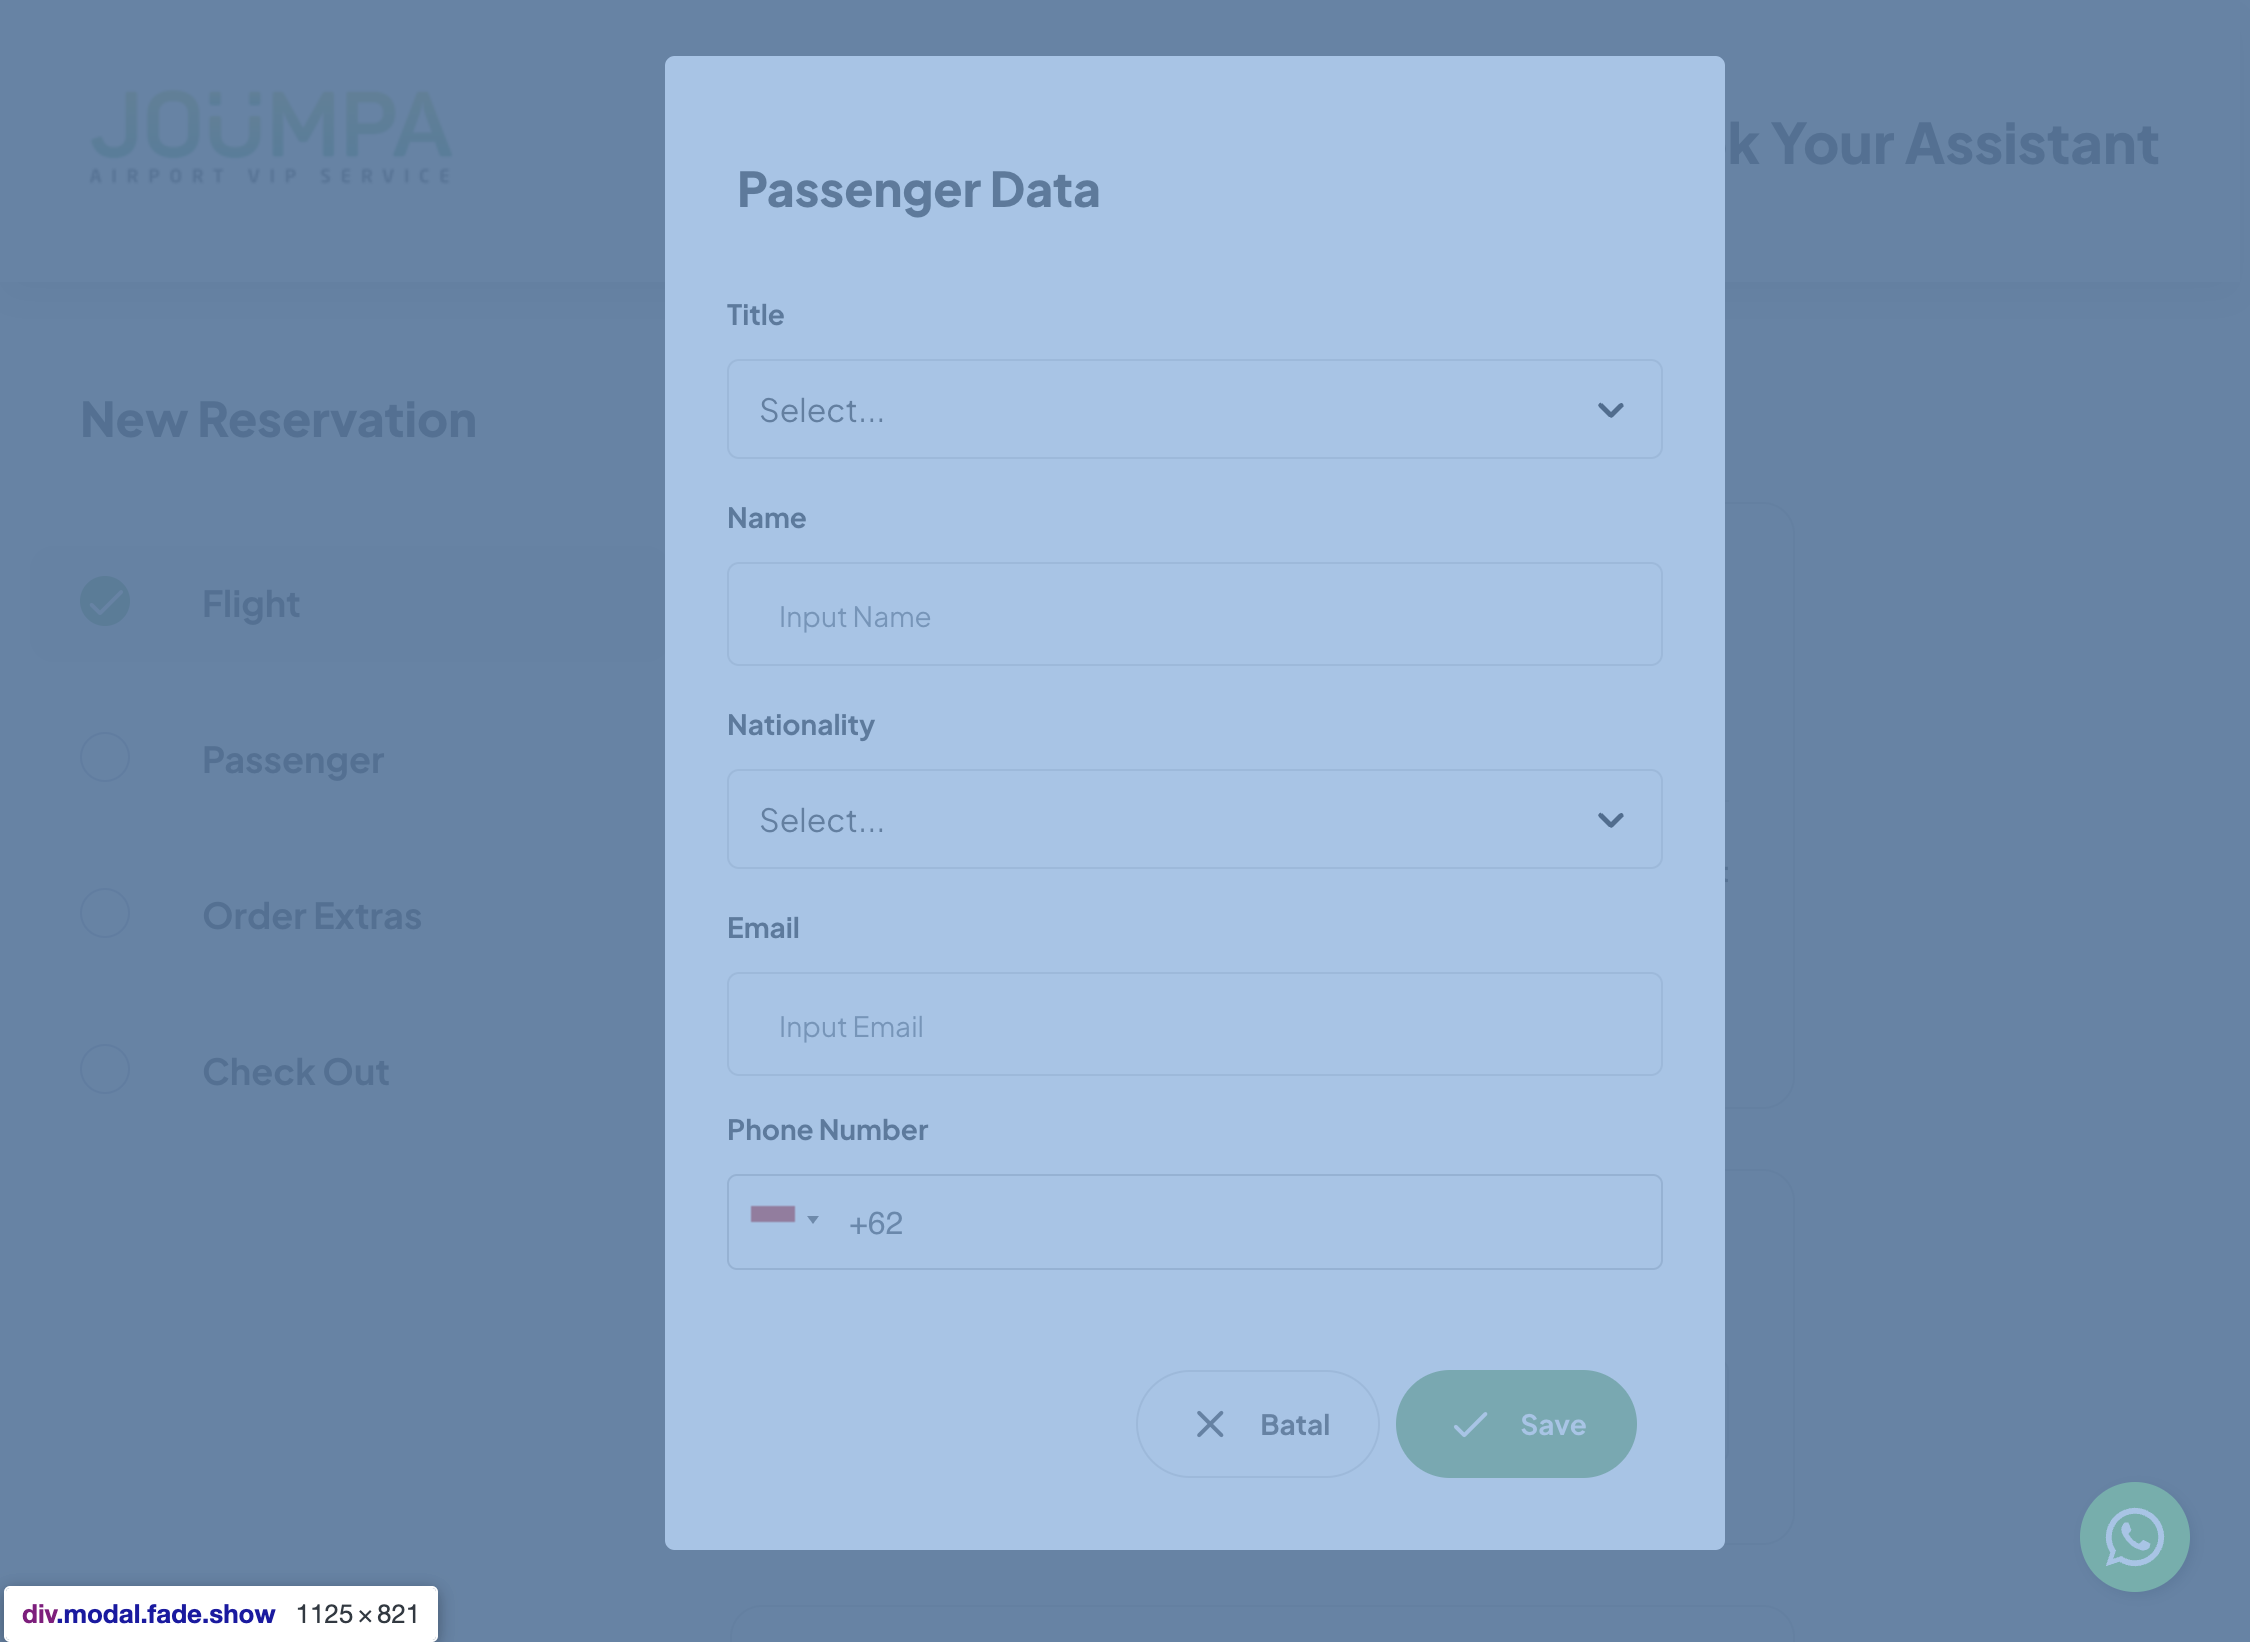 JOUMPA
AIRPORT VIP SERVICE
k Your Assistant
New Reservation
Flight
Passenger
Order Extras
Check Out
Passenger Data
Title
Select...
Name
Input Name
Nationality
Select...
Email
Input Email
Phone Number
+62
Batal
Save
div.modal.fade.show 1125 × 821